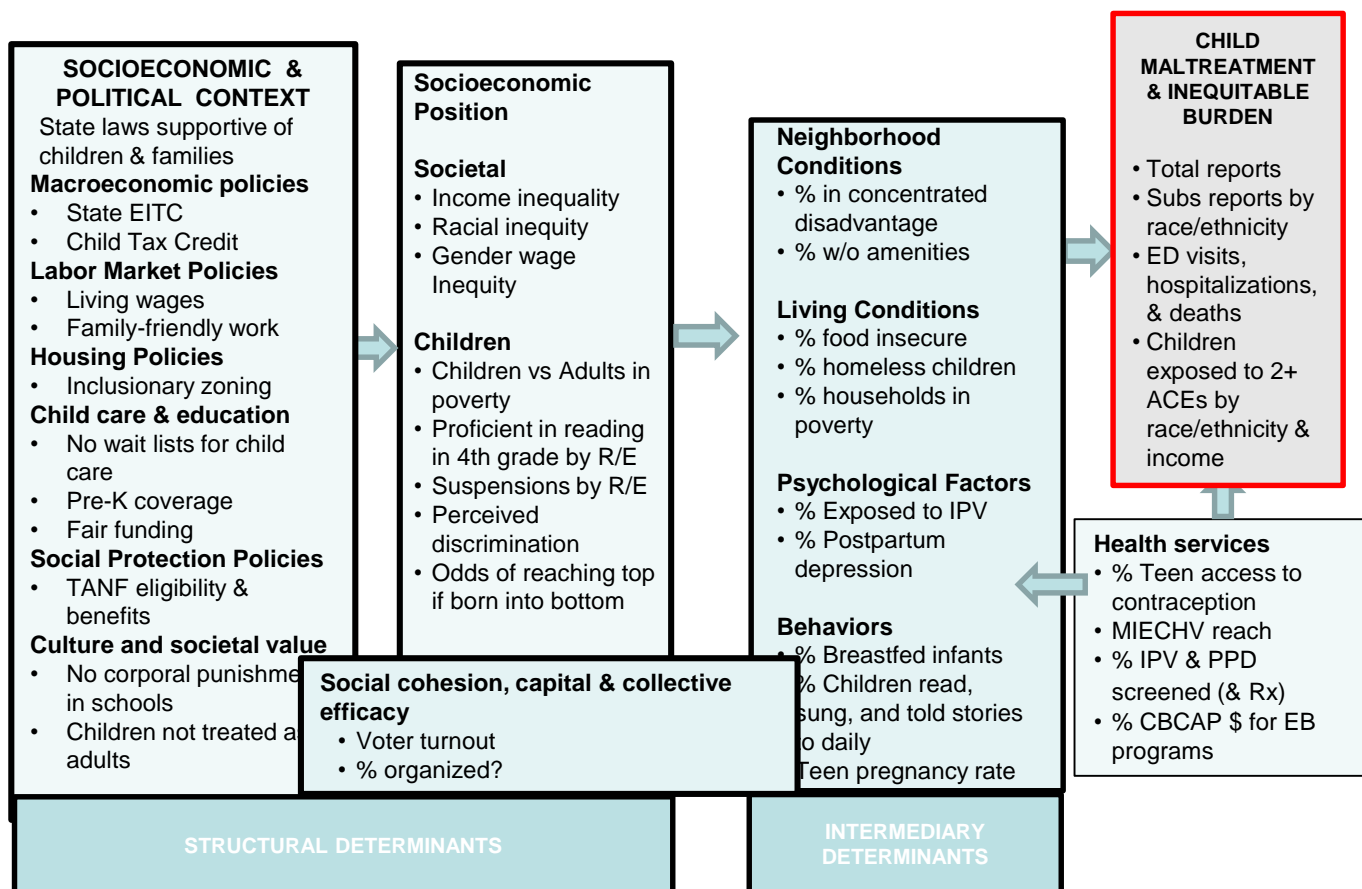 SOCIOECONOMIC & 
POLITICAL CONTEXT
State laws supportive of
children & families
Macroeconomic policies
• State EITC
• Child Tax Credit
Labor Market Policies
• Living wages
• Family-friendly work
Housing Policies
• Inclusionary zoning
Child care & education
• No wait lists for child
care
• Pre-K coverage
• Fair funding
Social Protection Policies
• TANF eligibility &
benefits
Culture and societal value
• No corporal punishme
in schools
• Children not treated a
adults
Socioeconomic
Position
Societal
• Income inequality
• Racial inequity
• Gender wage
Inequity
Children
• Children vs Adults in
poverty
• Proficient in reading
in 4th grade by R/E
• Suspensions by R/E
• Perceived
discrimination
• Odds of reaching top
if born into bottom
Social cohesion, capital & collective
efficacy
• Voter turnout
• % organized?
STRUCTURAL DETERMINANTS
Neighborhood
Conditions
• % in concentrated
disadvantage
• % w/o amenities
Living Conditions
• % food insecure
• % homeless children
• % households in
poverty
Psychological Factors
• % Exposed to IPV
• % Postpartum
depression
Behaviors
• % Breastfed infants
% Children read,
sung, and told stories
to daily
Teen pregnancy rate
INTERMEDIARY
DETERMINANTS
CHILD
MALTREATMENT
& INEQUITABLE
BURDEN
• Total reports
• Subs reports by
race/ethnicity
• ED visits,
hospitalizations,
& deaths
• Children
exposed to 2+
ACEs by
race/ethnicity &
income
Health services
• % Teen access to
contraception
• MIECHV reach
• % IPV & PPD
screened (& Rx)
• % CBCAP $ for EB
programs